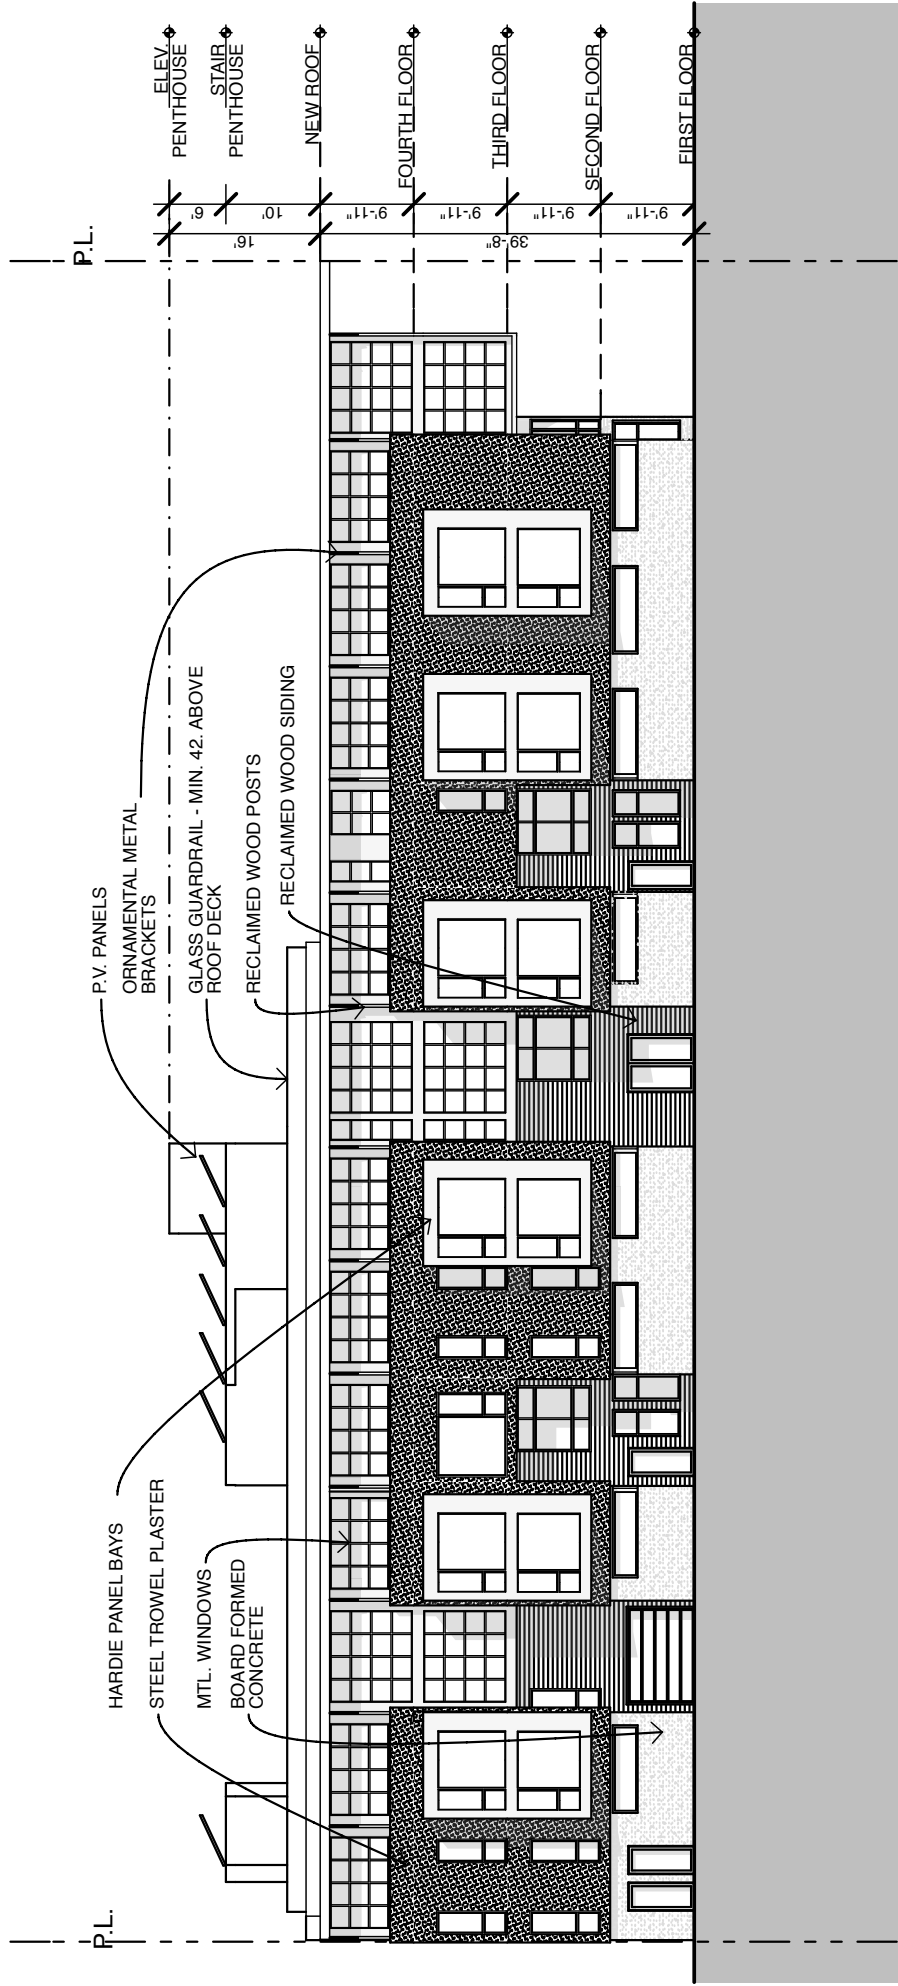 P.L.
P.L.
HARDIE PANEL BAYS
STEEL TROWEL PLASTER
MTL. WINDOWS
BOARD FORMED
CONCRETE
P.V. PANELS
ORNAMENTAL METAL
BRACKETS
GLASS GUARDRAIL - MIN. 42. ABOVE
ROOF DECK
RECLAIMED WOOD POSTS
RECLAIMED WOOD SIDING
ELEV.
PENTHOUSE
STAIR
PENTHOUSE
NEW ROOF
FOURTH FLOOR
THIRD FLOOR
SECOND FLOOR
FIRST FLOOR
6'
10'
16'
9'-11"
9'-11"
9'-11"
9'-11"
39'-8"